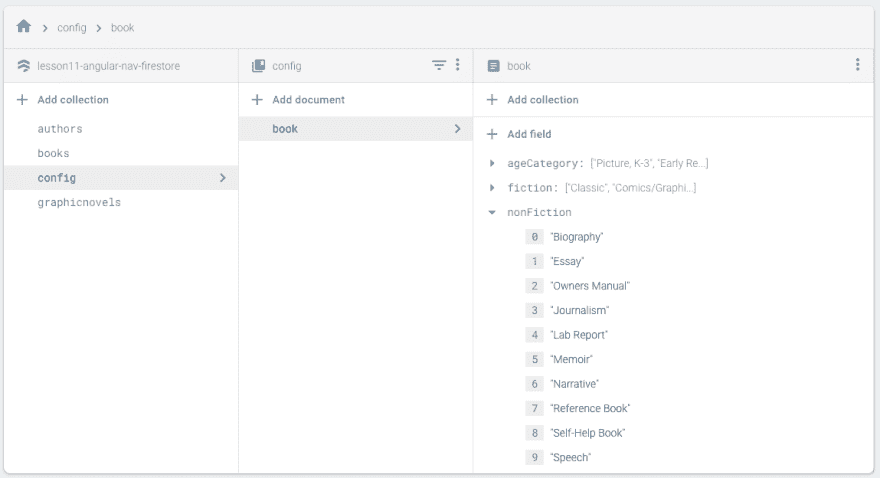 config > book
lesson11-angular-nav-firestore
Add collection
authors
books
config
graphicnovels
config
Add document
book
book
Add collection
Add field
ageCategory: ["Picture, K-3", "Early Re...]
fiction: ["Classic", "Comics/Graphi...]
nonFiction
0 "Biography"
1 "Essay"
2 "Owners Manual"
3 "Journalism"
4 "Lab Report"
5 "Memoir"
6 "Narrative"
7 "Reference Book"
8 "Self-Help Book"
9 "Speech"